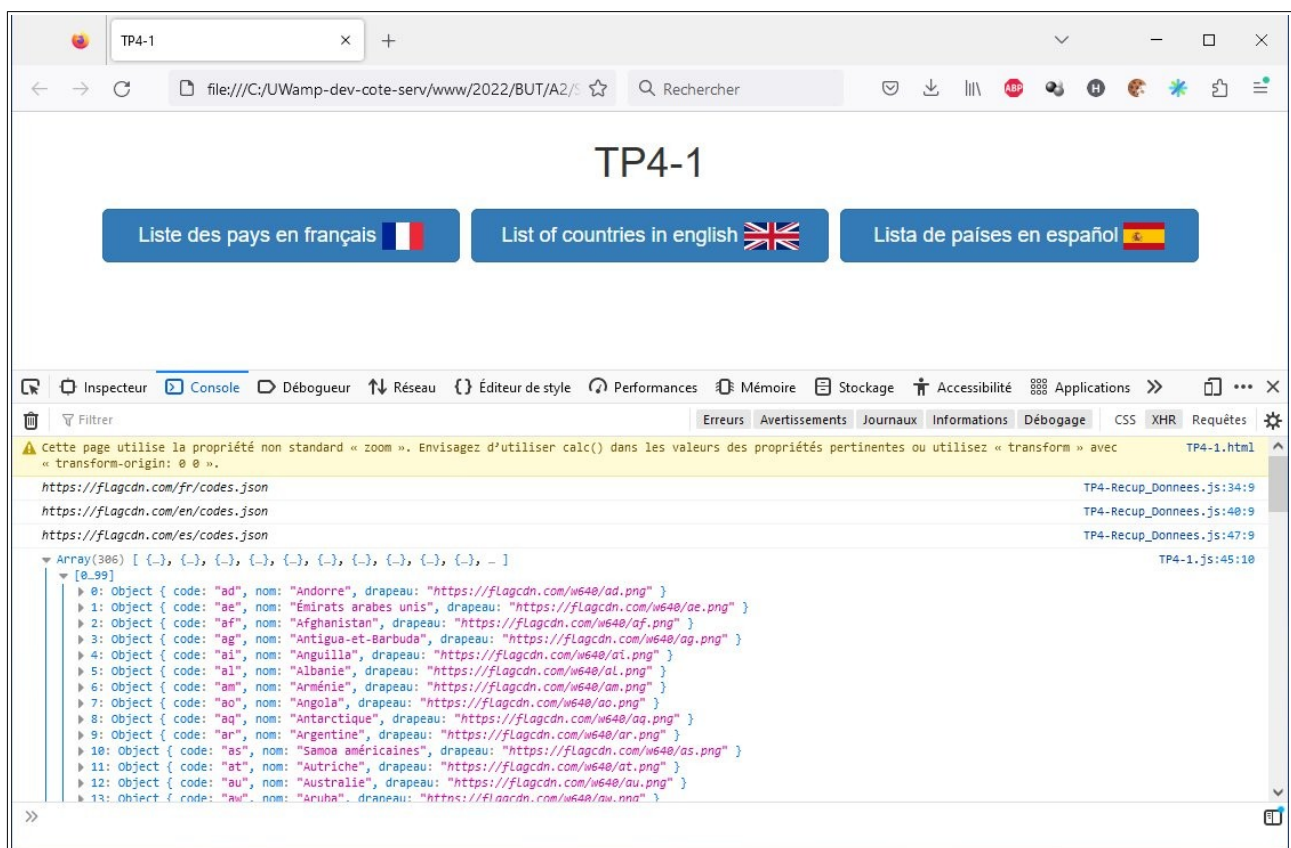 TP4-1
file:///C:/UWamp-dev-cote-serv/www/2022/BUT/A2/S
Rechercher
ABP
H
TP4-1
Liste des pays en français
List of countries in english
Lista de países en español
Inspecteur Console Débogueur Réseau {} Éditeur de style Performances Mémoire Stockage Accessibilité Applications
Filtrer Erreurs Avertissements Journaux Informations Débogage CSS XHR Requêtes
Cette page utilise la propriété non standard « zoom ». Envisagez d’utiliser calc() dans les valeurs des propriétés pertinentes ou utilisez « transform » avec TP4-1.html
« transform-origin: 0 0 ».
https://flagcdn.com/fr/codes.json TP4-Recup_Donnees.js:34:9
https://flagcdn.com/en/codes.json TP4-Recup_Donnees.js:40:9
https://flagcdn.com/es/codes.json TP4-Recup_Donnees.js:47:9
Array(306) [ {…}, {…}, {…}, {…}, {…}, {…}, {…}, {…}, {…}, {…}, … ] TP4-1.js:45:10
[0…99]
0: Object { code: "ad", nom: "Andorre", drapeau: "https://flagcdn.com/w640/ad.png" }
1: Object { code: "ae", nom: "Émirats arabes unis", drapeau: "https://flagcdn.com/w640/ae.png" }
2: Object { code: "af", nom: "Afghanistan", drapeau: "https://flagcdn.com/w640/af.png" }
3: Object { code: "ag", nom: "Antigua-et-Barbuda", drapeau: "https://flagcdn.com/w640/ag.png" }
4: Object { code: "ai", nom: "Anguilla", drapeau: "https://flagcdn.com/w640/ai.png" }
5: Object { code: "al", nom: "Albanie", drapeau: "https://flagcdn.com/w640/al.png" }
6: Object { code: "am", nom: "Arménie", drapeau: "https://flagcdn.com/w640/am.png" }
7: Object { code: "ao", nom: "Angola", drapeau: "https://flagcdn.com/w640/ao.png" }
8: Object { code: "aq", nom: "Antarctique", drapeau: "https://flagcdn.com/w640/aq.png" }
9: Object { code: "ar", nom: "Argentine", drapeau: "https://flagcdn.com/w640/ar.png" }
10: Object { code: "as", nom: "Samoa américaines", drapeau: "https://flagcdn.com/w640/as.png" }
11: Object { code: "at", nom: "Autriche", drapeau: "https://flagcdn.com/w640/at.png" }
12: Object { code: "au", nom: "Australie", drapeau: "https://flagcdn.com/w640/au.png" }
13: Object { code: "aw", nom: "Aruba", drapeau: "https://flagcdn.com/w640/aw.png" }